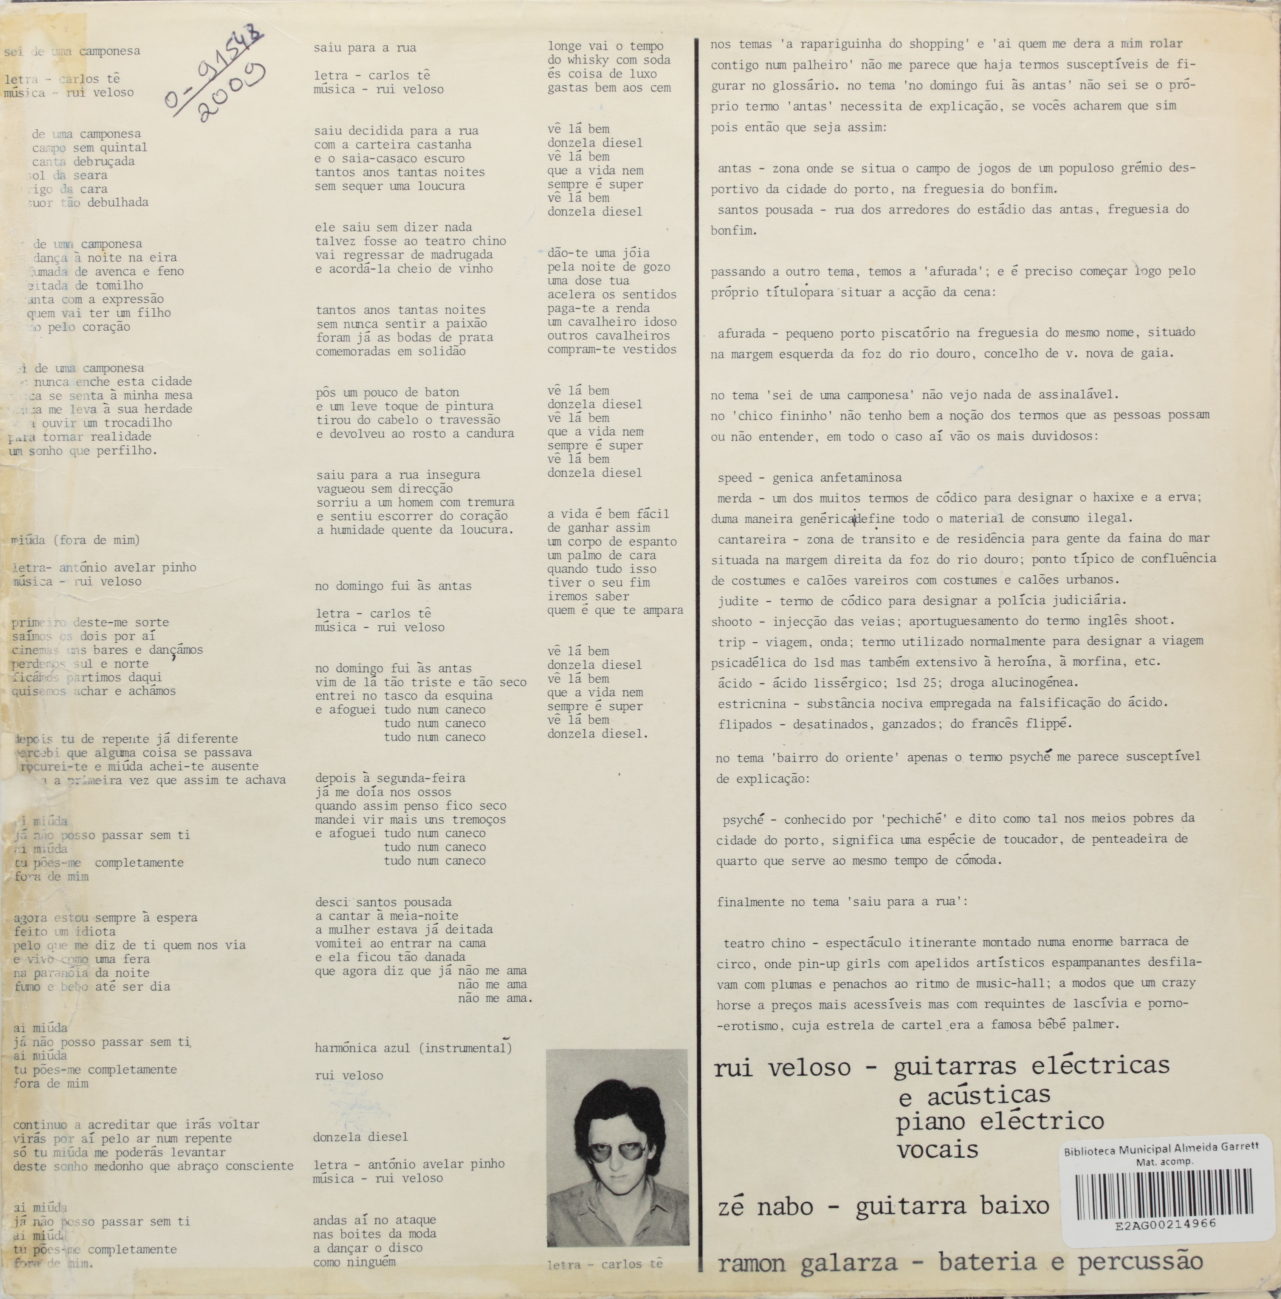 0-91548
2009
sei de uma camponesa
letra - carlos tê
música - rui veloso
de uma camponesa
campo sem quintal
canta debruçada
sol da seara
trigo da cara
suor tão debulhada
de uma camponesa
dança à noite na eira
fumada de avenca e feno
eitada de tomilho
anta com a expressão
quem vai ter um filho
o pelo coração
i de uma camponesa
nunca enche esta cidade
ca se senta à minha mesa
me leva à sua herdade
ouvir um trocadilho
para tornar realidade
um sonho que perfilho.
miúda (fora de mim)
letra- antónio avelar pinho
música - rui veloso
primeiro deste-me sorte
saímos os dois por aí
cinemas uns bares e dançámos
perdemos sul e norte
ficámos partimos daqui
quisemos achar e achámos
depois tu de repente já diferente
percebi que alguma coisa se passava
procurei-te e miúda achei-te ausente
a primeira vez que assim te achava
ai miúda
já não posso passar sem ti
ai miúda
tu pões-me  completamente
fora de mim
agora estou sempre à espera
feito um idiota
pelo que me diz de ti quem nos via
e vivo como uma fera
na paranóia da noite
fumo e bebo até ser dia
ai miúda
já não posso passar sem ti
ai miúda
tu pões-me completamente
fora de mim
continuo a acreditar que irás voltar
virás por aí pelo ar num repente
só tu miúda me poderás levantar
deste sonho medonho que abraço consciente
ai miúda
já não posso passar sem ti
ai miúda
tu pões-me completamente
fora de mim.
saiu para a rua
letra - carlos tê
música - rui veloso
saiu decidida para a rua
com a carteira castanha
e o saia-casaco escuro
tantos anos tantas noites
sem sequer uma loucura
ele saiu sem dizer nada
talvez fosse ao teatro chino
vai regressar de madrugada
e acordá-la cheio de vinho
tantos anos tantas noites
sem nunca sentir a paixão
foram já as bodas de prata
comemoradas em solidão
pôs um pouco de baton
e um leve toque de pintura
tirou do cabelo o travessão
e devolveu ao rosto a candura
saiu para a rua insegura
vagueou sem direcção
sorriu a um homem com tremura
e sentiu escorrer do coração
a humidade quente da loucura.
no domingo fui às antas
letra - carlos tê
música - rui veloso
no domingo fui às antas
vim de lá tão triste e tão seco
entrei no tasco da esquina
e afoguei tudo num caneco
tudo num caneco
tudo num caneco
depois à segunda-feira
já me doía nos ossos
quando assim penso fico seco
mandei vir mais uns tremoços
e afoguei tudo num caneco
tudo num caneco
tudo num caneco
desci santos pousada
a cantar à meia-noite
a mulher estava já deitada
vomitei ao entrar na cama
e ela ficou tão danada
que agora diz que já não me ama
não me ama
não me ama.
harmónica azul (instrumental)
rui veloso
donzela diesel
letra - antónio avelar pinho
música - rui veloso
andas aí no ataque
nas boites da moda
a dançar o disco
como ninguém
longe vai o tempo
do whisky com soda
és coisa de luxo
gastas bem aos cem
vê lá bem
donzela diesel
vê lá bem
que a vida nem
sempre é super
vê lá bem
donzela diesel
dão-te uma jóia
pela noite de gozo
uma dose tua
acelera os sentidos
paga-te a renda
um cavalheiro idoso
outros cavalheiros
compram-te vestidos
vê lá bem
donzela diesel
vê lá bem
que a vida nem
sempre é super
vê lá bem
donzela diesel
a vida é bem fácil
de ganhar assim
um corpo de espanto
um palmo de cara
quando tudo isso
tiver o seu fim
iremos saber
quem é que te ampara
vê lá bem
donzela diesel
vê lá bem
que a vida nem
sempre é super
vê lá bem
donzela diesel.
letra - carlos tê
nos temas 'a rapariguinha do shopping' e 'ai quem me dera a mim rolar
contigo num palheiro' não me parece que haja termos susceptíveis de fi-
gurar no glossário. no tema 'no domingo fui às antas' não sei se o pró-
prio termo 'antas' necessita de explicação, se vocês acharem que sim
pois então que seja assim:
antas - zona onde se situa o campo de jogos de um populoso grémio des-
portivo da cidade do porto, na freguesia do bonfim.
santos pousada - rua dos arredores do estádio das antas, freguesia do
bonfim.
passando a outro tema, temos a 'afurada'; e é preciso começar logo pelo
próprio títulopara situar a acção da cena:
afurada - pequeno porto piscatório na freguesia do mesmo nome, situado
na margem esquerda da foz do rio douro, concelho de v. nova de gaia.
no tema 'sei de uma camponesa' não vejo nada de assinalável.
no 'chico fininho' não tenho bem a noção dos termos que as pessoas possam
ou não entender, em todo o caso aí vão os mais duvidosos:
speed - genica anfetaminosa
merda - um dos muitos termos de códico para designar o haxixe e a erva;
duma maneira genérica define todo o material de consumo ilegal.
cantareira - zona de trânsito e de residência para gente da faina do mar
situada na margem direita da foz do rio douro; ponto típico de confluência
de costumes e calões vareiros com costumes e calões urbanos.
judite - termo de códico para designar a polícia judiciária.
shooto - injecção das veias; aportuguesamento do termo inglês shoot.
trip - viagem, onda; termo utilizado normalmente para designar a viagem
psicadélica do lsd mas também extensivo à heroína, à morfina, etc.
ácido - ácido lissérgico; lsd 25; droga alucinogénea.
estricnina - substância nociva empregada na falsificação do ácido.
flipados - desatinados, ganzados; do francês flippé.
no tema 'bairro do oriente' apenas o termo psyché me parece susceptível
de explicação:
psyché - conhecido por 'pechiché' e dito como tal nos meios pobres da
cidade do porto, significa uma espécie de toucador, de penteadeira de
quarto que serve ao mesmo tempo de cómoda.
finalmente no tema 'saiu para a rua':
teatro chino - espectáculo itinerante montado numa enorme barraca de
circo, onde pin-up girls com apelidos artísticos espampanantes desfila-
vam com plumas e penachos ao ritmo de music-hall; a modos que um crazy
horse a preços mais acessíveis mas com requintes de lascívia e porno-
-erotismo, cuja estrela de cartel era a famosa bébé palmer.
rui veloso - guitarras eléctricas
e acústicas
piano eléctrico
vocais
zé nabo - guitarra baixo
ramon galarza - bateria e percussão
Biblioteca Municipal Almeida Garrett
Mat. acomp.
E2AG00214966